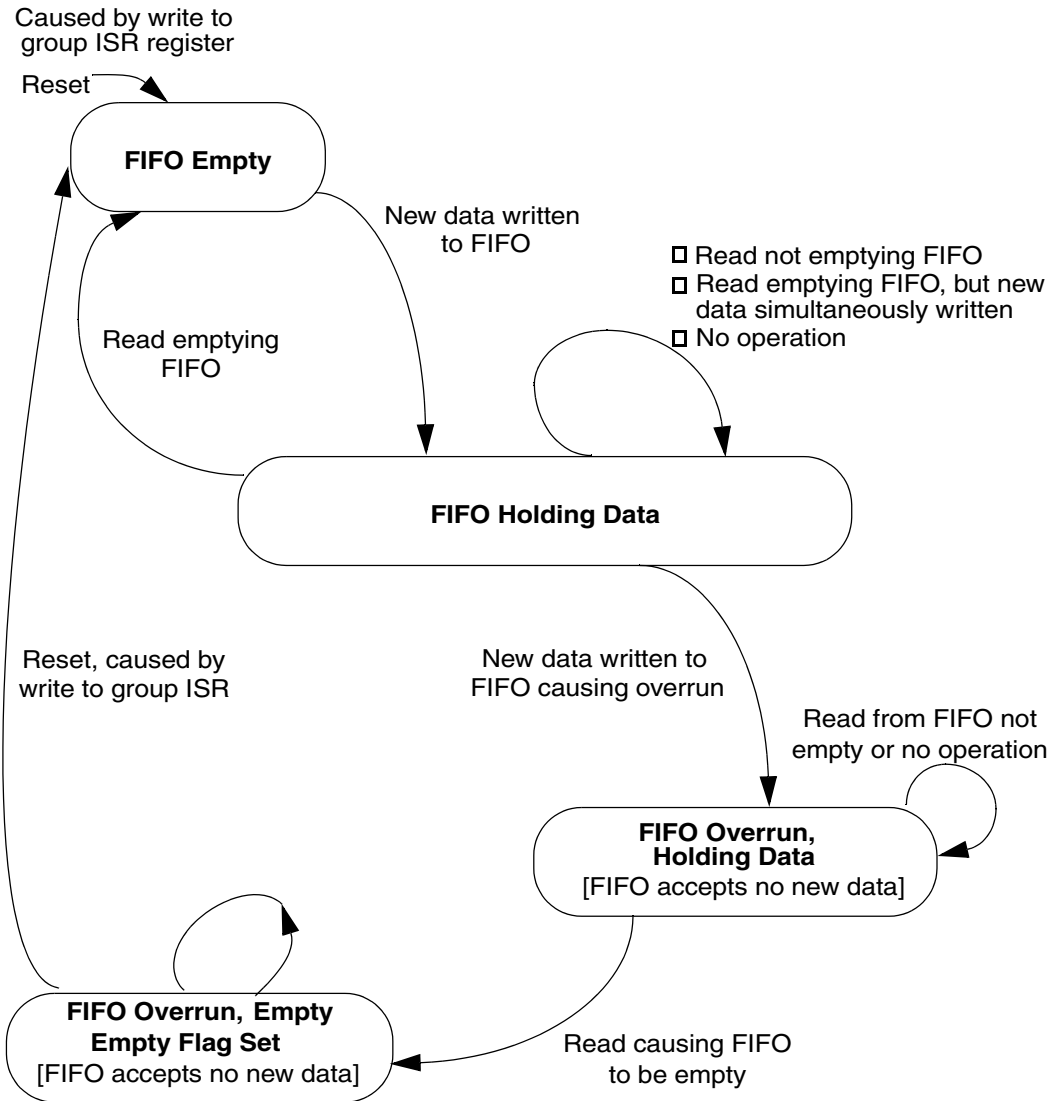 Caused by write to
group ISR register
Reset
FIFO Empty
New data written
to FIFO
Read not emptying FIFO
Read emptying FIFO, but new
data simultaneously written
No operation
Read emptying
FIFO
FIFO Holding Data
Reset, caused by
write to group ISR
New data written to
FIFO causing overrun
Read from FIFO not
empty or no operation
FIFO Overrun,
Holding Data
[FIFO accepts no new data]
FIFO Overrun, Empty
Empty Flag Set
[FIFO accepts no new data]
Read causing FIFO
to be empty